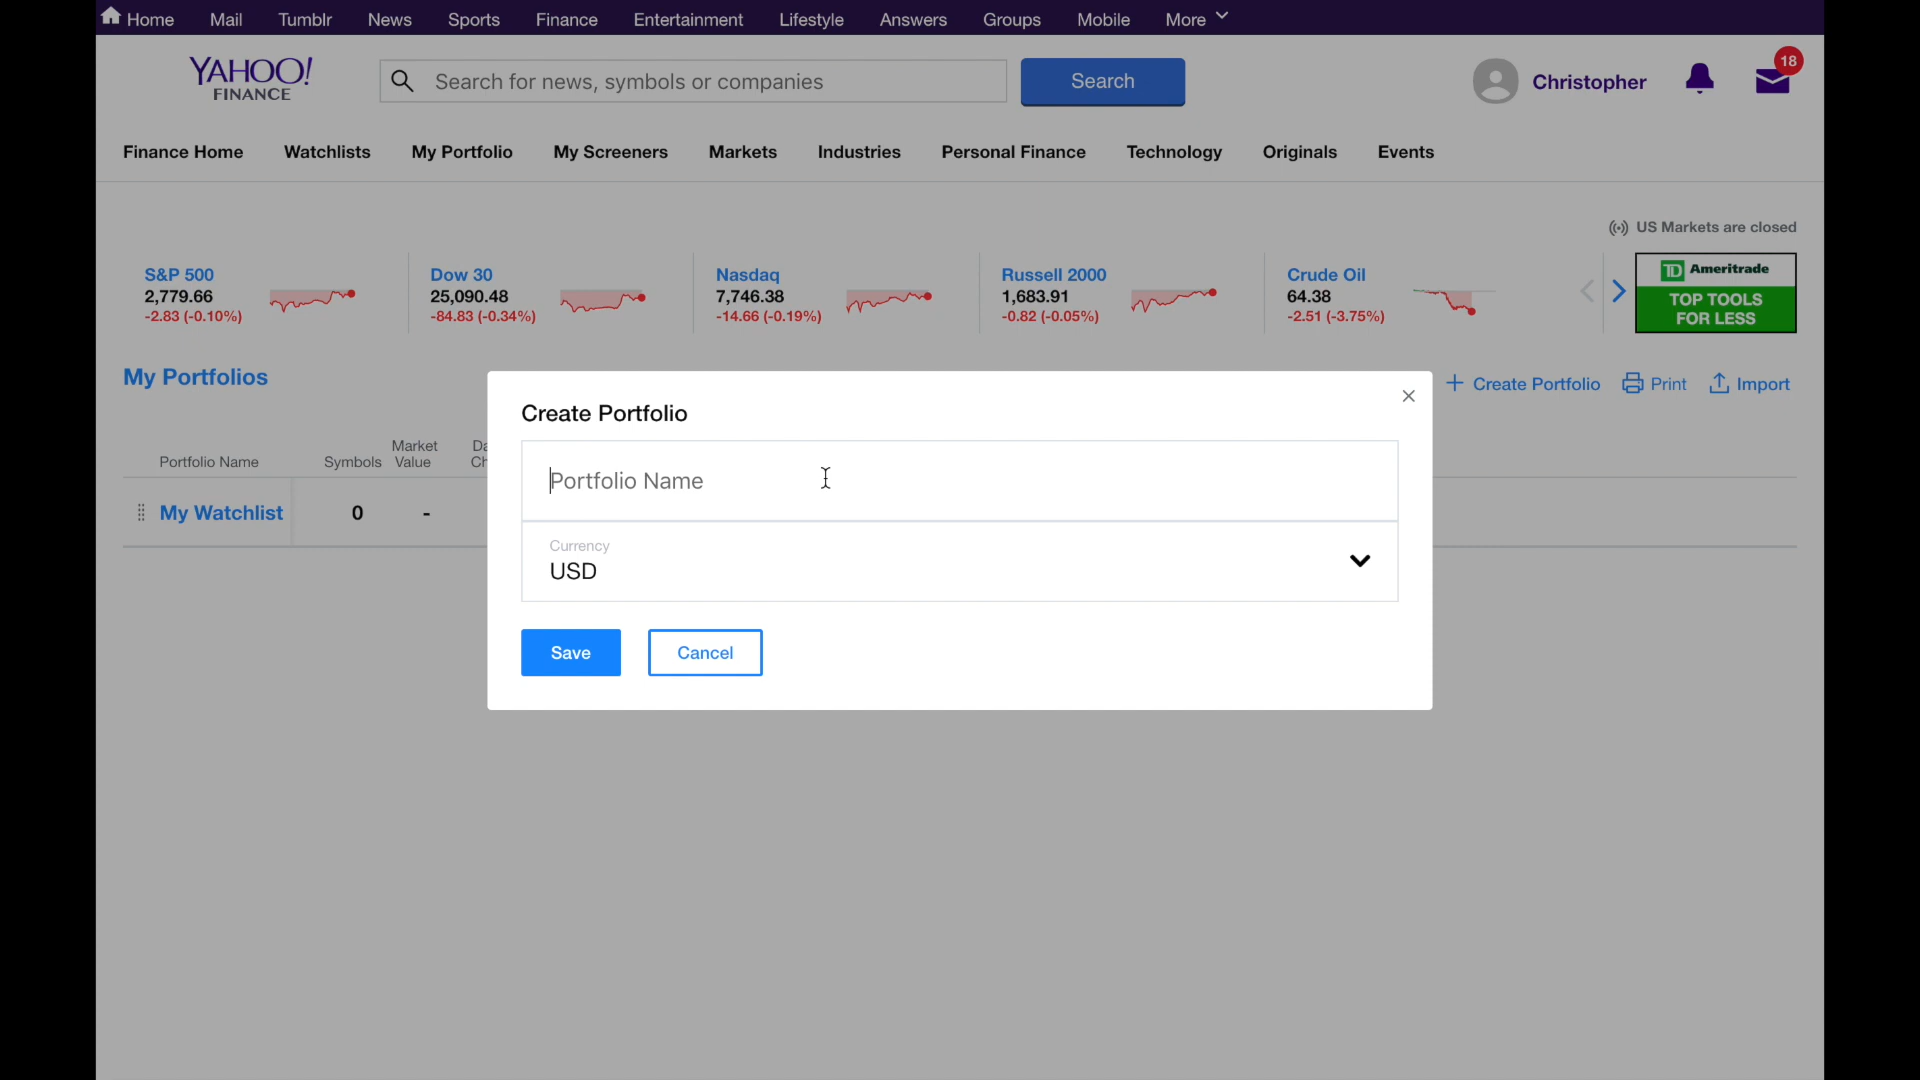 Home Mail Tumblr News Sports Finance Entertainment Lifestyle Answers Groups Mobile More
YAHOO!
FINANCE
Search for news, symbols or companies
Search
Christopher
18
Finance Home Watchlists My Portfolio My Screeners Markets Industries Personal Finance Technology Originals Events
US Markets are closed
S&P 500
2,779.66
-2.83 (-0.10%)
Dow 30
25,090.48
-84.83 (-0.34%)
Nasdaq
7,746.38
-14.66 (-0.19%)
Russell 2000
1,683.91
-0.82 (-0.05%)
Crude Oil
64.38
-2.51 (-3.75%)
TD Ameritrade
TOP TOOLS
FOR LESS
My Portfolios
Create Portfolio Print Import
Portfolio Name Symbols
Market
Value
My Watchlist 0 -
Create Portfolio
Portfolio Name
Currency
USD
Save Cancel